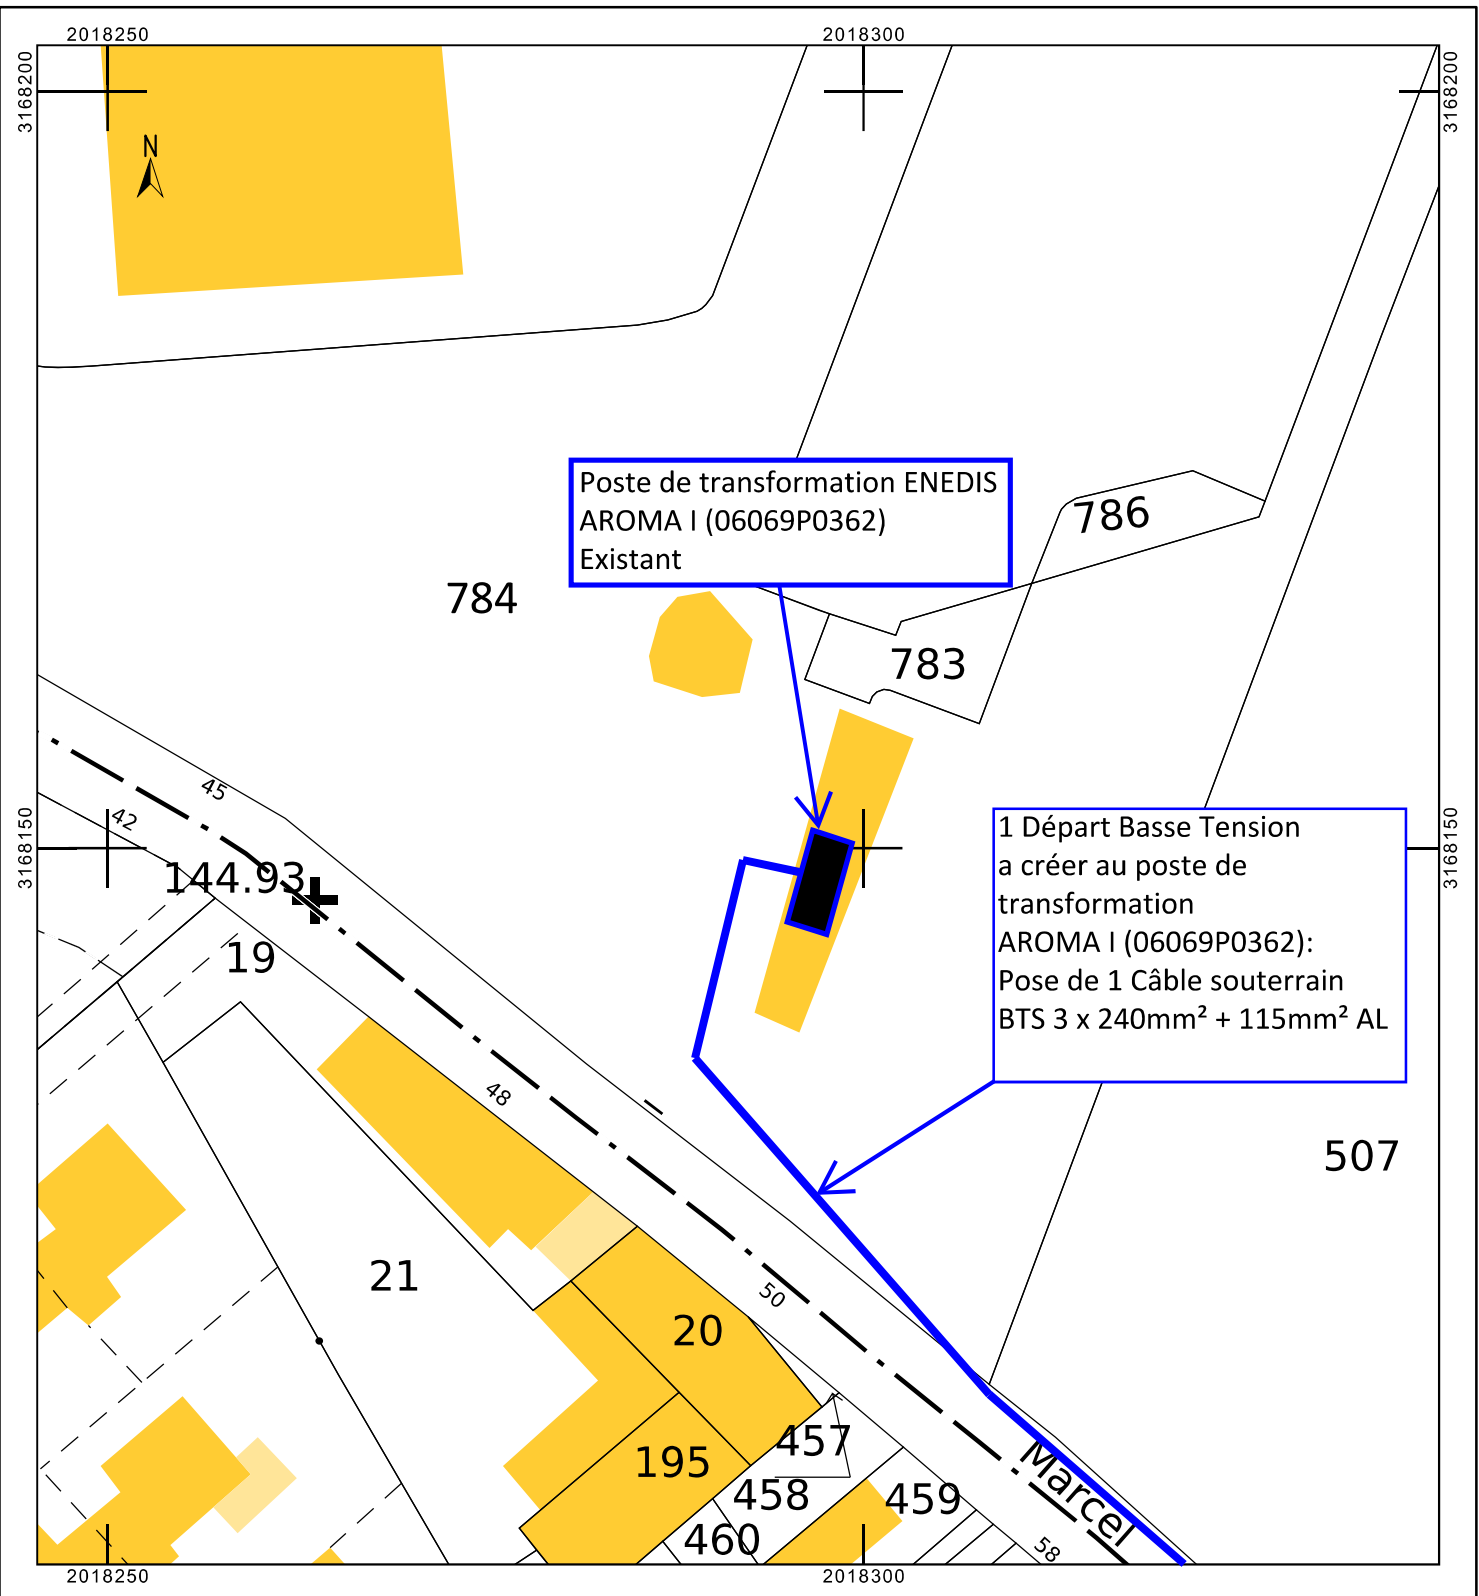 2018250
2018300
3168200
3168200
N
Poste de transformation ENEDIS
AROMA I (06069P0362)
Existant
786
784
783
45
42
3168150
3168150
144.93
1 Départ Basse Tension
a créer au poste de
transformation
AROMA I (06069P0362):
Pose de 1 Câble souterrain
BTS 3 x 240mm² + 115mm² AL
19
48
507
21
50
20
457
195
458
459
Marcel
460
58
2018250
2018300